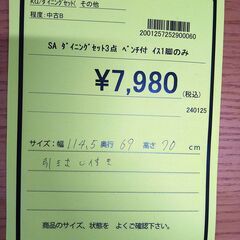 KU/ダイニングセット( その他
程度:中古B
2001257252900060
SA ダイニングセット3点 ベンチ付 イス1脚のみ
¥7,980
240125
サイズ:幅 114,5 奥行 69 高さ 70 cm
引き出し付き
商品のサイズ、状態を よくご確認下さい。